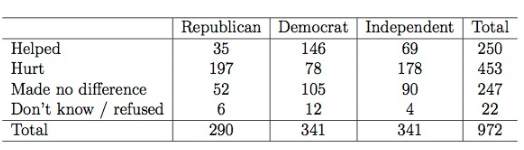 Republican Democrat Independent Total
Helped 35 146 69 250
Hurt 197 78 178 453
Made no difference 52 105 90 247
Don't know / refused 6 12 4 22
Total 290 341 341 972